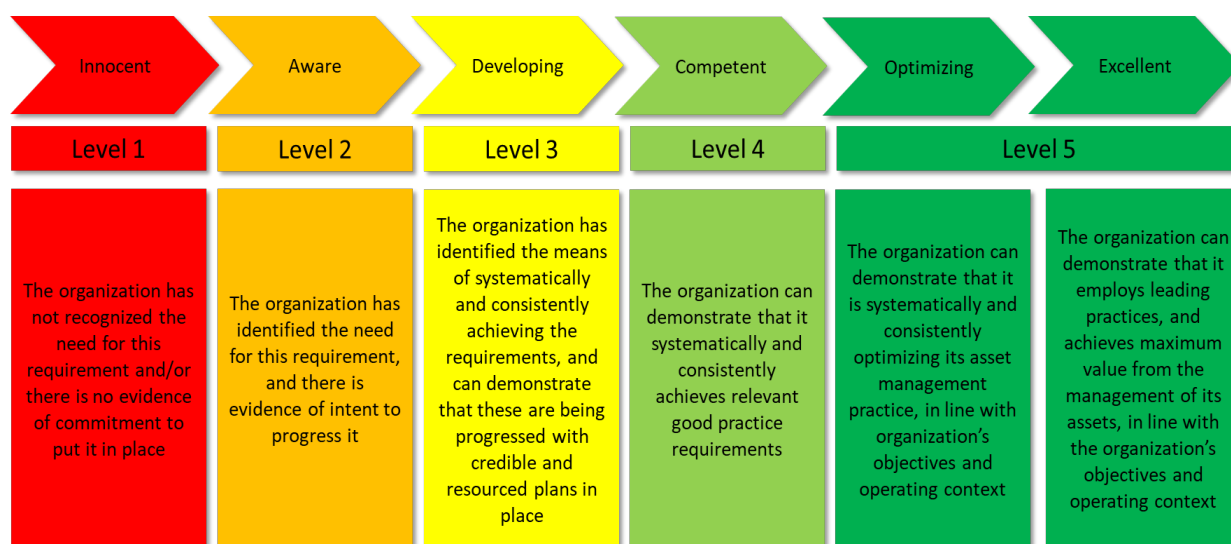 Innocent
Aware
Developing
Competent
Optimizing
Excellent
Level 1
Level 2
Level 3
Level 4
Level 5
The organization has
not recognized the
need for this
requirement and/or
there is no evidence
of commitment to
put it in place
The organization has
identified the need
for this requirement,
and there is
evidence of intent to
progress it
The organization has
identified the means
of systematically
and consistently
achieving the
requirements, and
can demonstrate
that these are being
progressed with
credible and
resourced plans in
place
The organization can
demonstrate that it
systematically and
consistently
achieves relevant
good practice
requirements
The organization can
demonstrate that it
is systematically and
consistently
optimizing its asset
management
practice, in line with
organization's
objectives and
operating context
The organization can
demonstrate that it
employs leading
practices, and
achieves maximum
value from the
management of its
assets, in line with
the organization's
objectives and
operating context